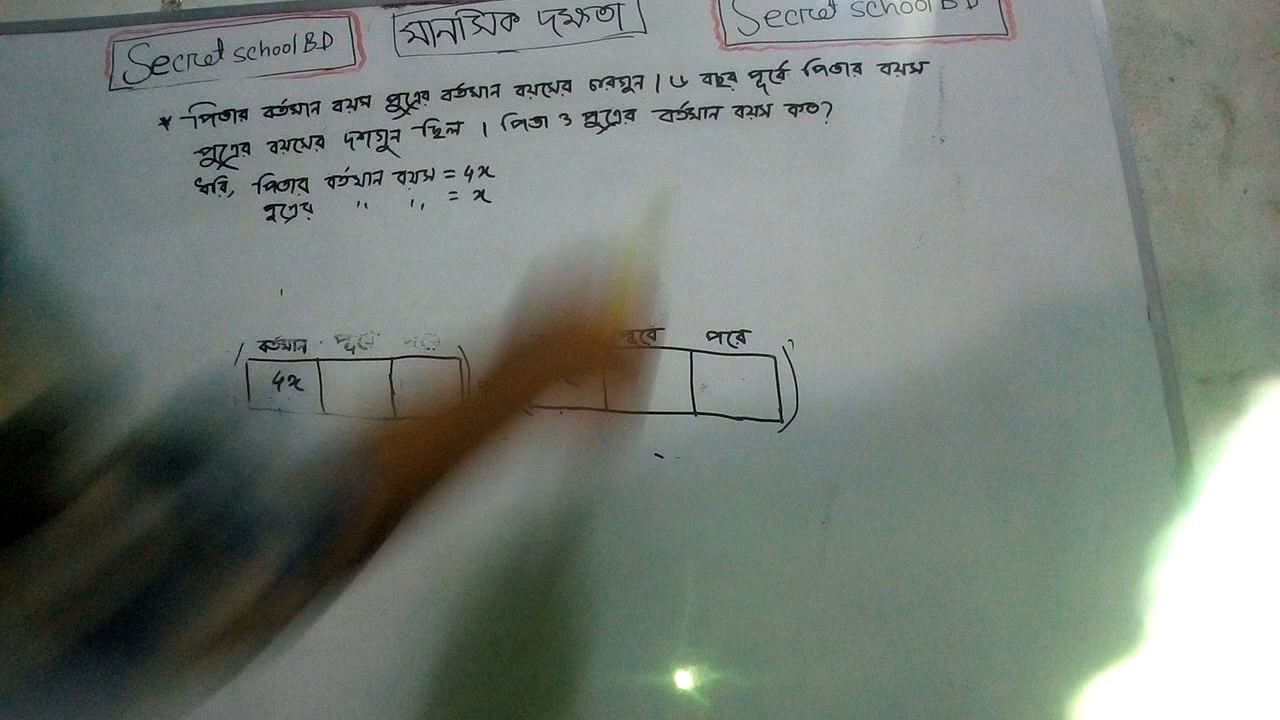 Secret school BD
মানসিক দক্ষতা
Secret school BD
* পিতার বর্তমান বয়স পুত্রের বর্তমান বয়সের চারগুন । ৬ বছর পূর্বে পিতার বয়স
পুত্রের বয়সের দশগুন ছিল । পিতা ও পুত্রের বর্তমান বয়স কত?
ধরি, পিতার বর্তমান বয়স = 4x
পুত্রের " " = x
বর্তমান পূর্বে পরে
পূর্বে পরে
4x